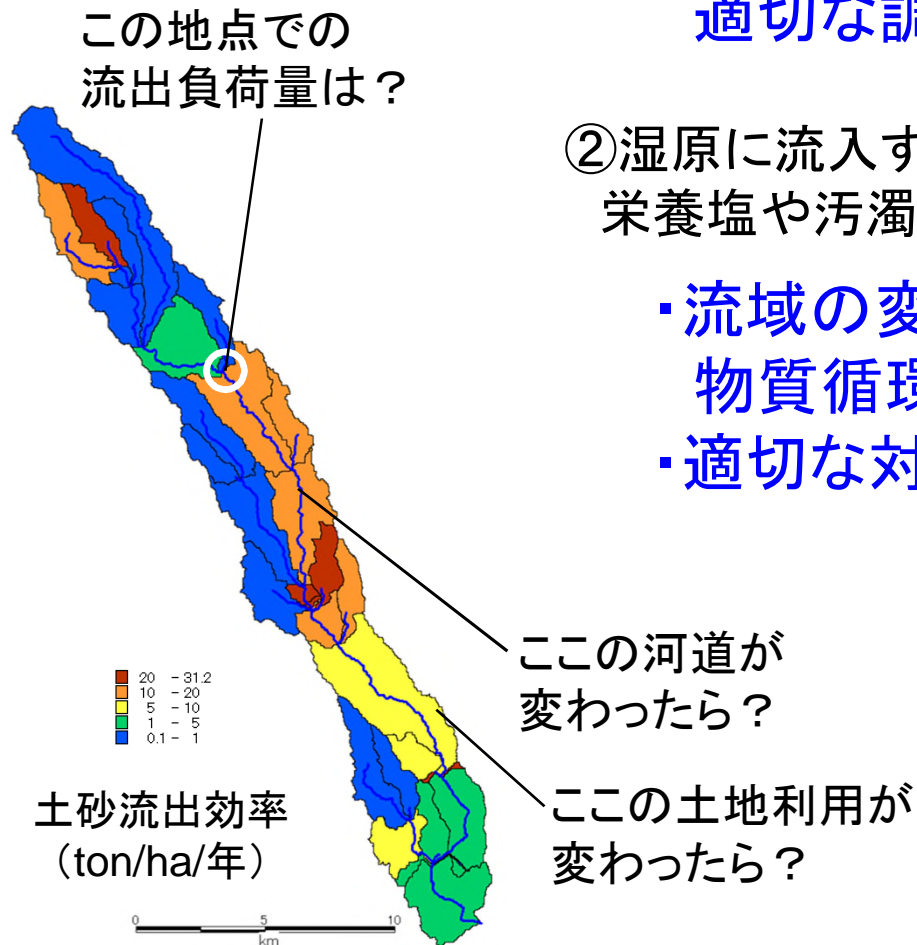 適切な調
この地点での
流出負荷量は？
②湿原に流入す
栄養塩や汚濁
・流域の変
物質循環
・適切な対
ここの河道が
変わったら？
20 - 31.2
10 - 20
5 - 10
1 - 5
0.1 - 1
ここの土地利用が
変わったら？
土砂流出効率
（ton/ha/年）
0 5 10
km